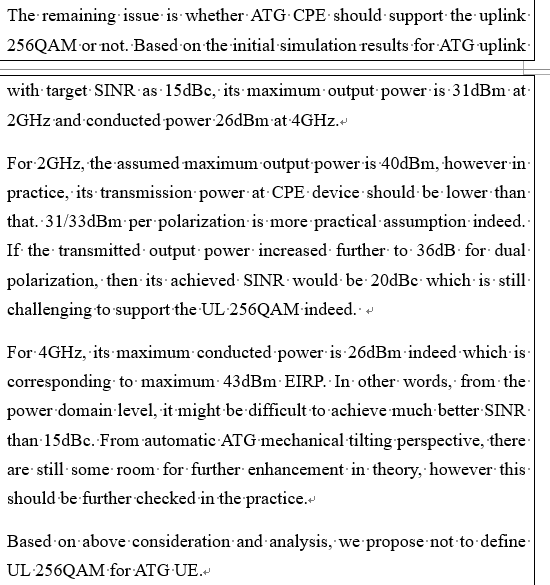 The remaining issue is whether ATG CPE should support the uplink
256QAM or not. Based on the initial simulation results for ATG uplink
with target SINR as 15dBc, its maximum output power is 31dBm at
2GHz and conducted power 26dBm at 4GHz.
For 2GHz, the assumed maximum output power is 40dBm, however in
practice, its transmission power at CPE device should be lower than
that. 31/33dBm per polarization is more practical assumption indeed.
If the transmitted output power increased further to 36dB for dual
polarization, then its achieved SINR would be 20dBc which is still
challenging to support the UL 256QAM indeed.
For 4GHz, its maximum conducted power is 26dBm indeed which is
corresponding to maximum 43dBm EIRP. In other words, from the
power domain level, it might be difficult to achieve much better SINR
than 15dBc. From automatic ATG mechanical tilting perspective, there
are still some room for further enhancement in theory, however this
should be further checked in the practice.
Based on above consideration and analysis, we propose not to define
UL 256QAM for ATG UE.